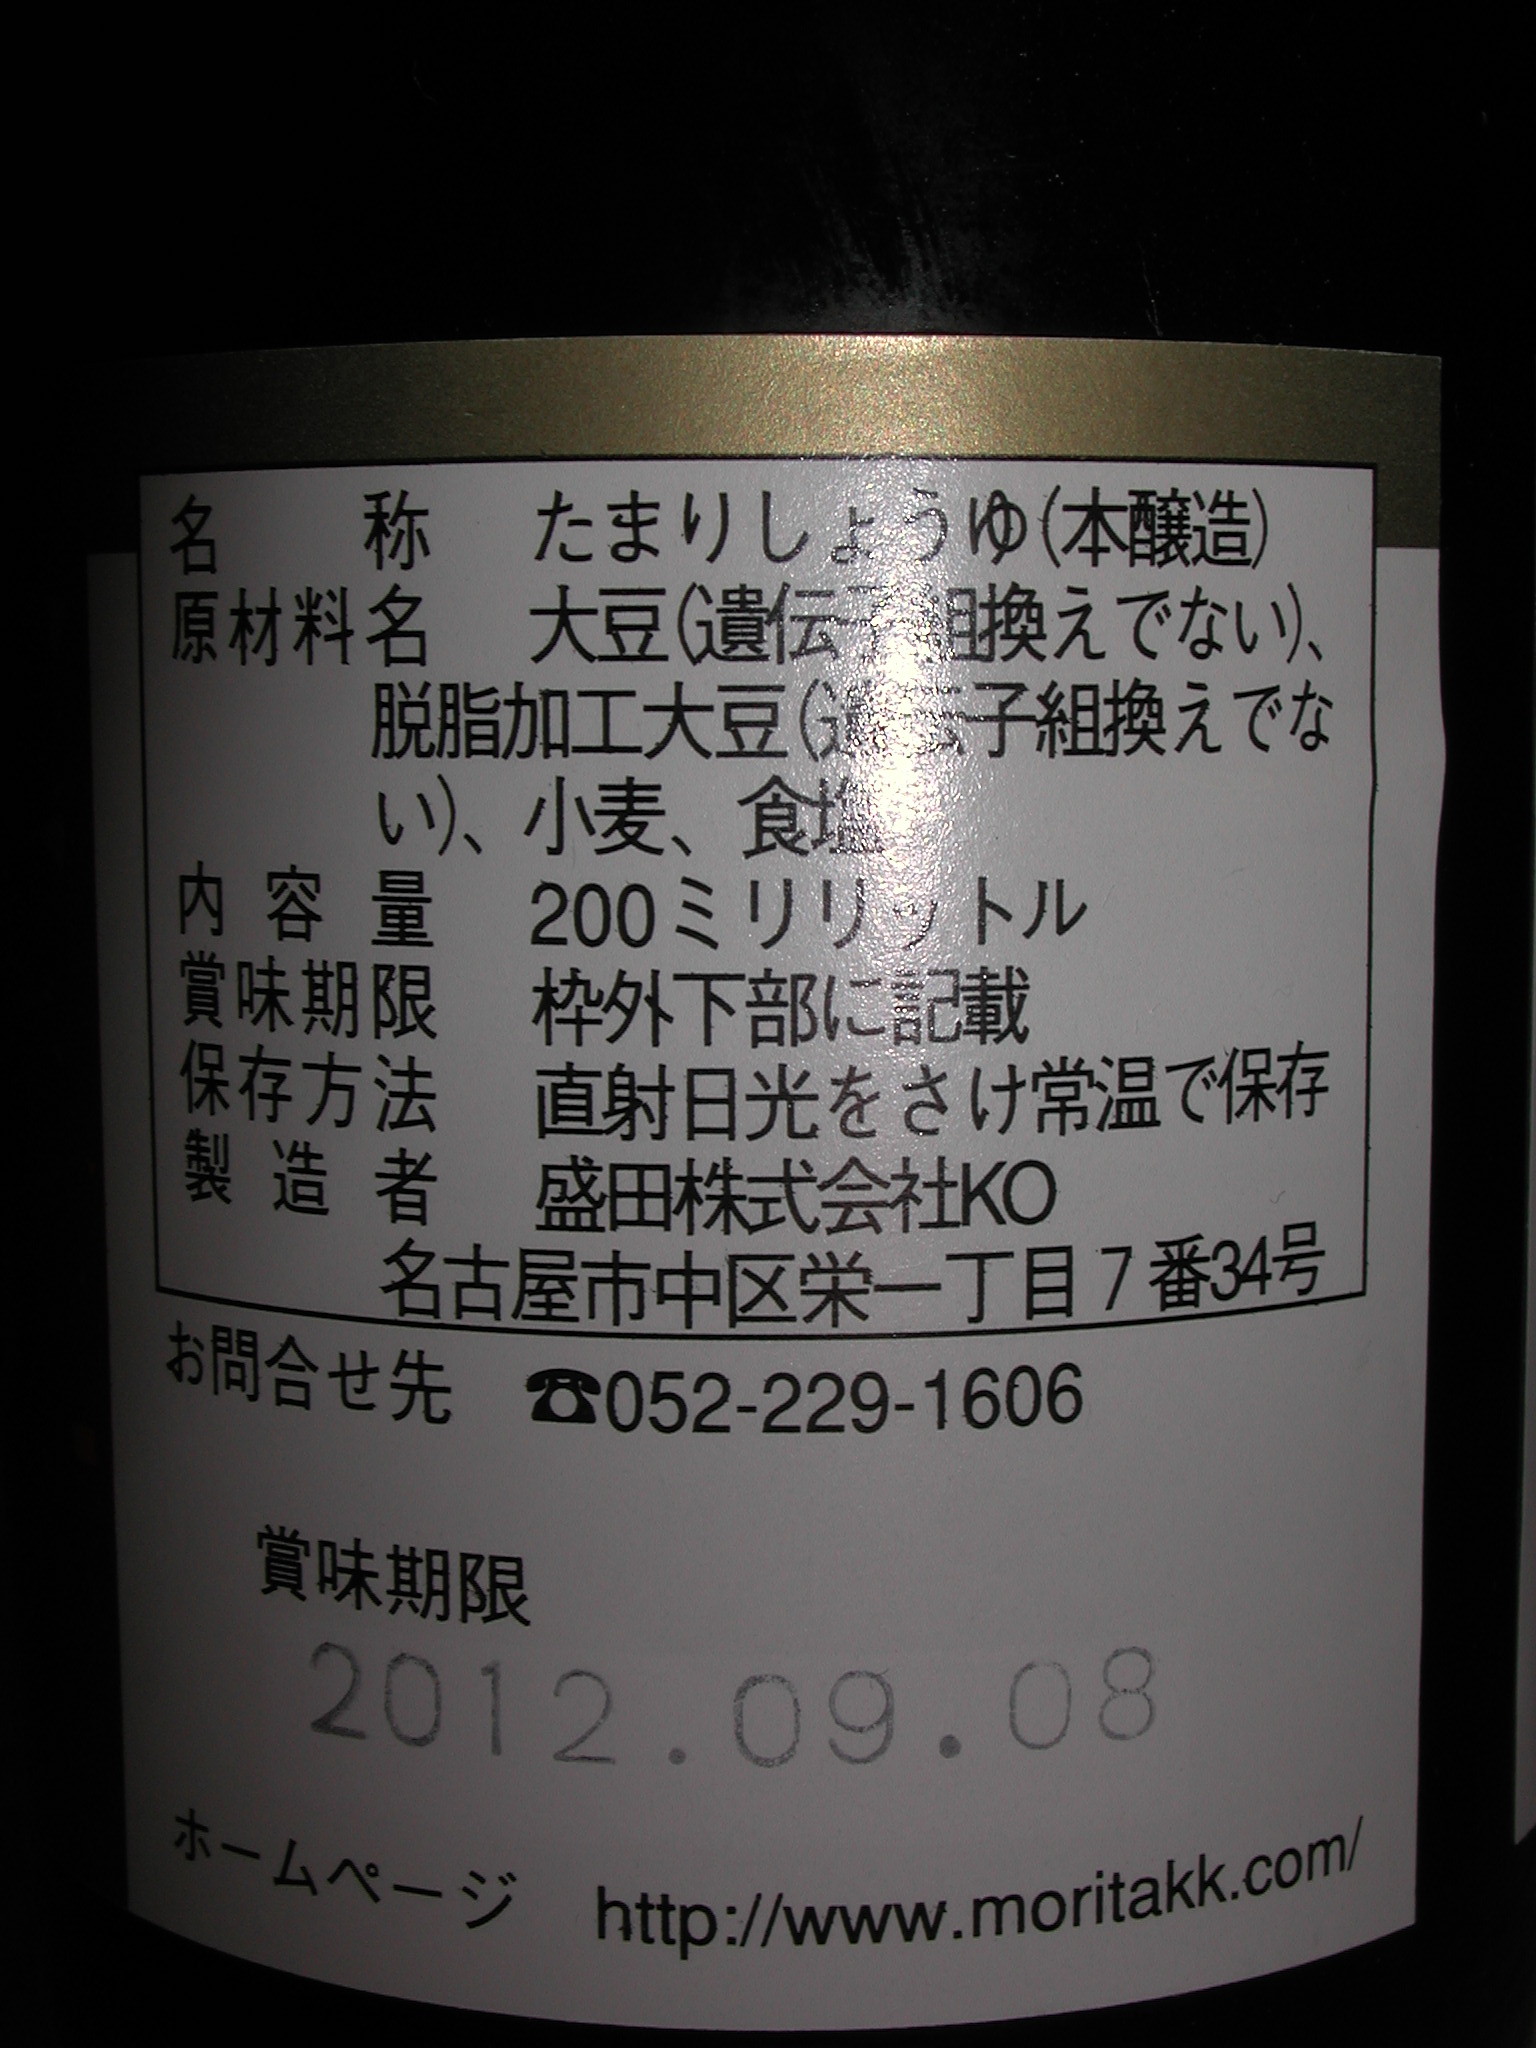 名称 たまりしょうゆ(本醸造)
原材料名 大豆(遺伝子組換えでない)、
脱脂加工大豆(遺伝子組換えでな
い)、小麦、食塩
内容量 200ミリリットル
賞味期限 枠外下部に記載
保存方法 直射日光をさけ常温で保存
製造者 盛田株式会社KO
名古屋市中区栄一丁目7番34号
お問合せ先 ☎052-229-1606
賞味期限
2012.09.08
ホームページ http://www.moritakk.com/